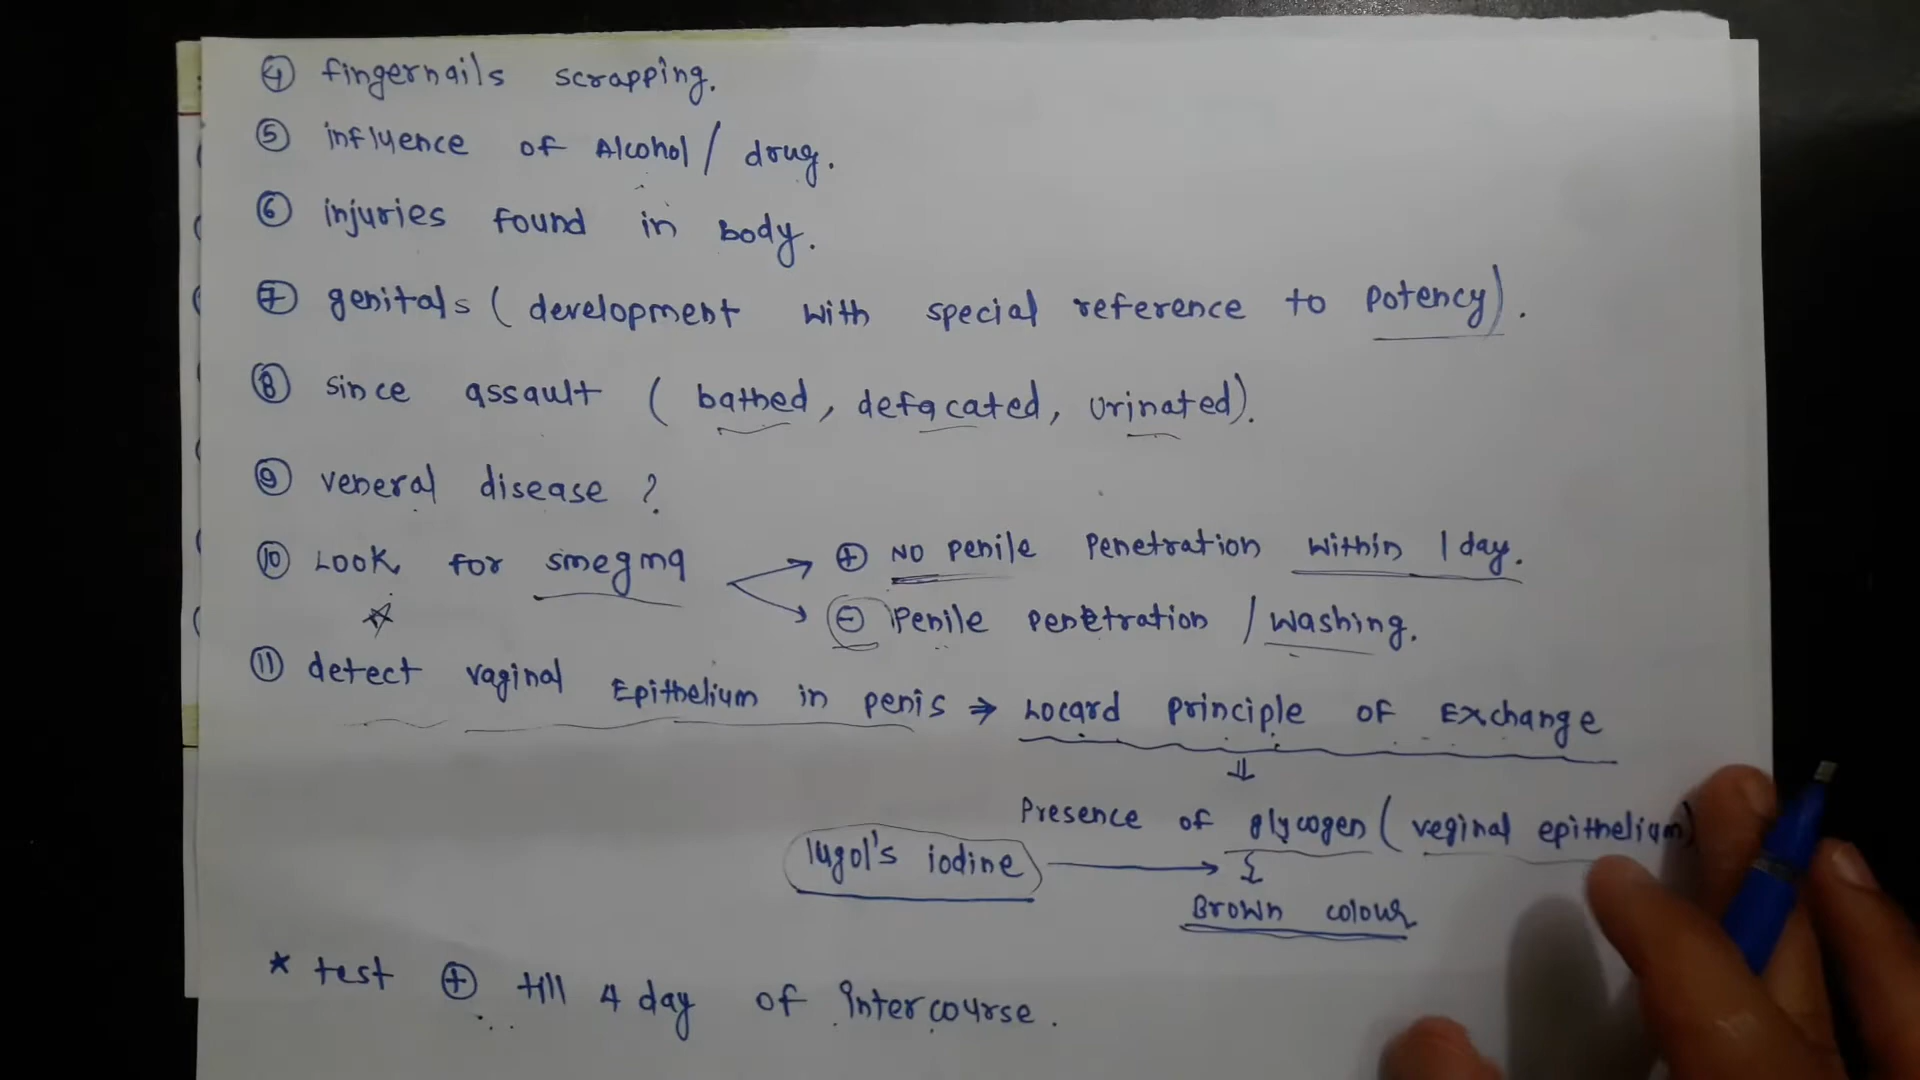 ④ fingernails scrapping.
⑤ influence of Alcohol / drug.
⑥ injuries found in body.
⑦ genitals ( development with special reference to potency ) .
⑧ since assault ( bathed, defacated, urinated).
⑨ veneral disease ?
⑩ Look for smegma
⊕ NO penile penetration within 1 day.
⊖ Penile penetration / washing.
⑪ detect vaginal Epithelium in penis ⇒ Locard principle of Exchange
⇓
Presence of glycogen ( veginal epithelium)
lugol's iodine →
Brown colour
* test ⊕ till 4 day of intercourse .